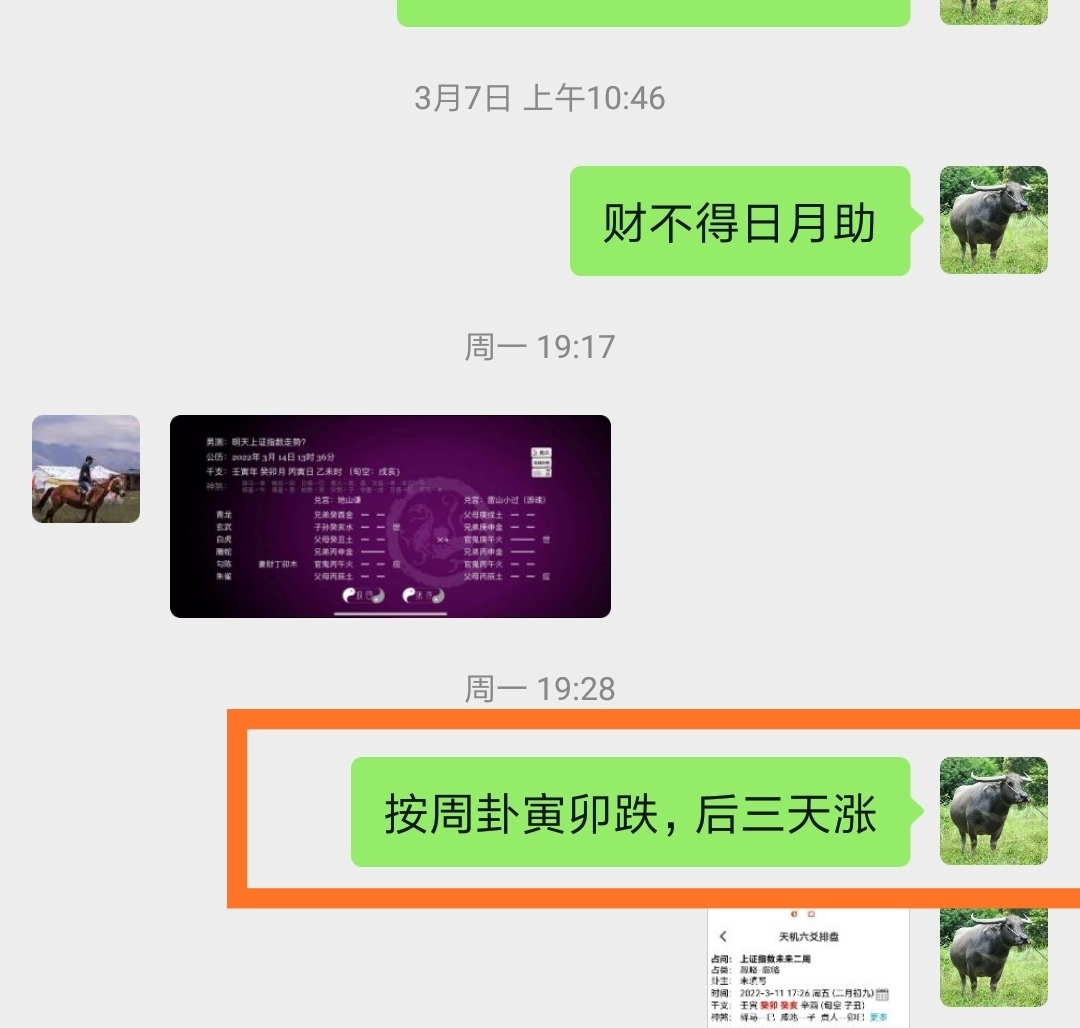 3月7日 上午10:46
财不得日月助
周一 19:17
男测：明天上证指数走势？
公历：2022年3月14日13时36分
干支：壬寅年 癸卯月 丙寅日 乙未时 （旬空：戌亥）
神煞：
兑宫：地山谦 兑宫：雷山小过（游魂）
青龙 兄弟癸酉金 父母庚戌土
玄武 子孙癸亥水 世 兄弟庚申金
白虎 父母癸丑土 官鬼庚午火 世
螣蛇 兄弟丙申金 兄弟丙申金
勾陈 妻财丁卯木 官鬼丙午火 应 官鬼丙午火
朱雀 父母丙辰土 父母丙辰土 应
周一 19:28
按周卦寅卯跌，后三天涨
天机六爻排盘
占问： 上证指数未来二周
占类：
卦主： 未填写
时间： 2022-3-11 17:26 周五 (二月初九)
干支： 壬寅 癸卯 癸亥 辛酉 (旬空 子丑)
神煞： 驿马—巳 咸池—子 贵人—卯巳 更多